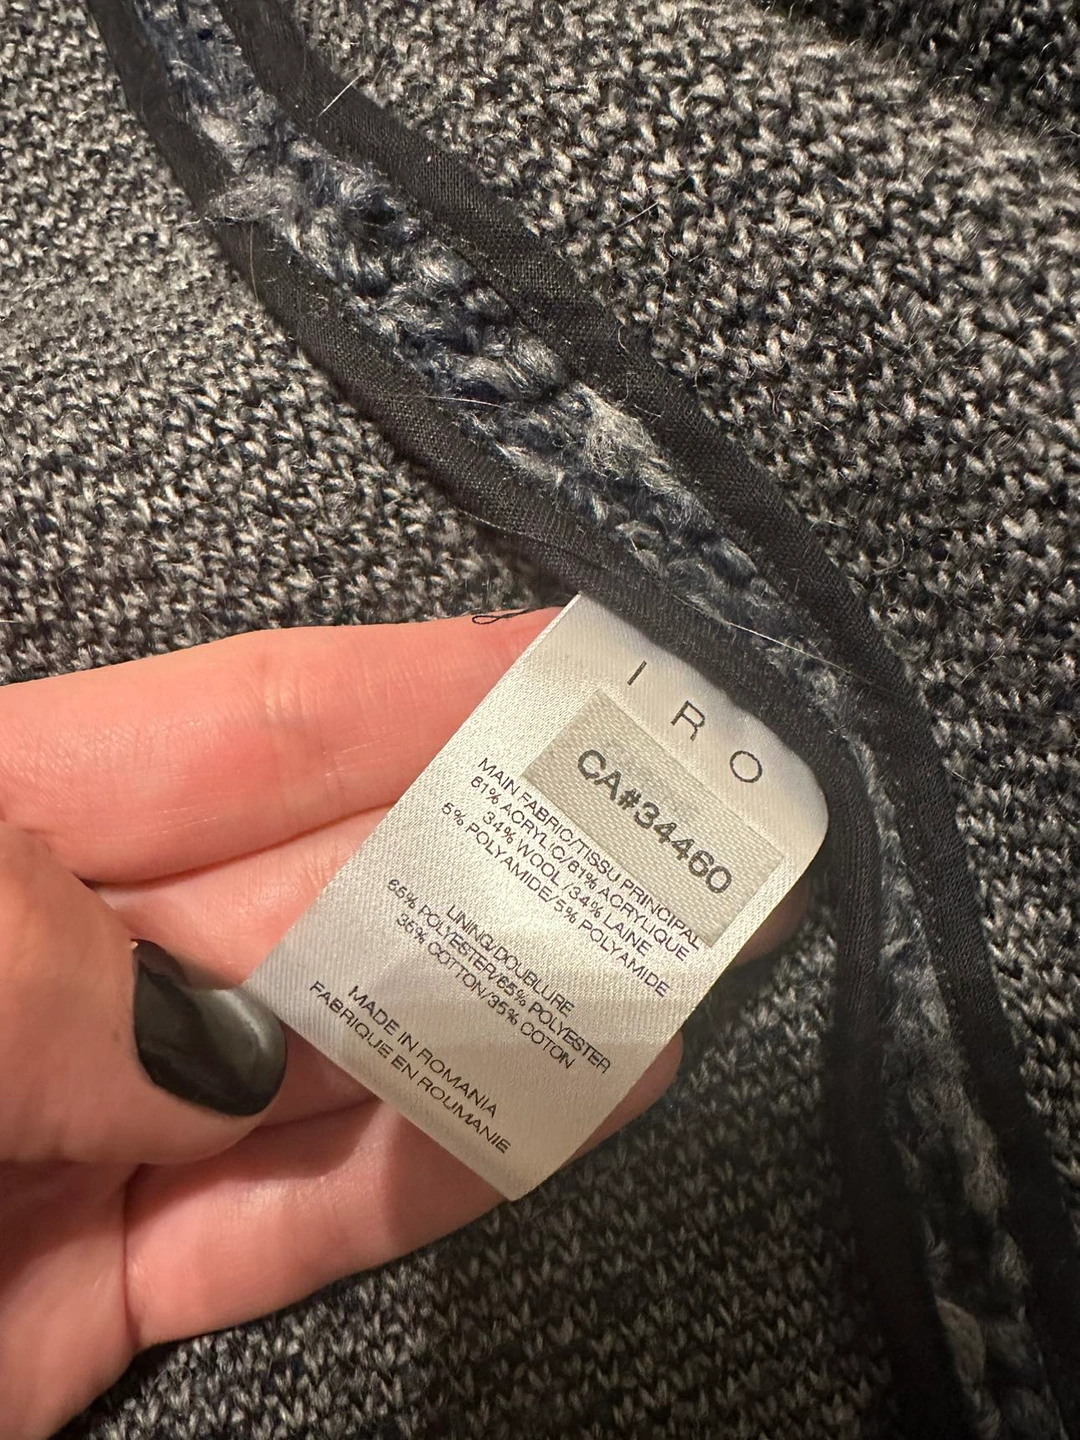 IRO
CA#34460
MAIN FABRIC/TISSU PRINCIPAL
61% ACRYLIC/61% ACRYLIQUE
34% WOOL /34% LAINE
5% POLYAMIDE/5% POLYAMIDE
LINING/DOUBLURE
65% POLYESTER/65% POLYESTER
35% COTTON/35% COTON
MADE IN ROMANIA
FABRIQUE EN ROUMANIE